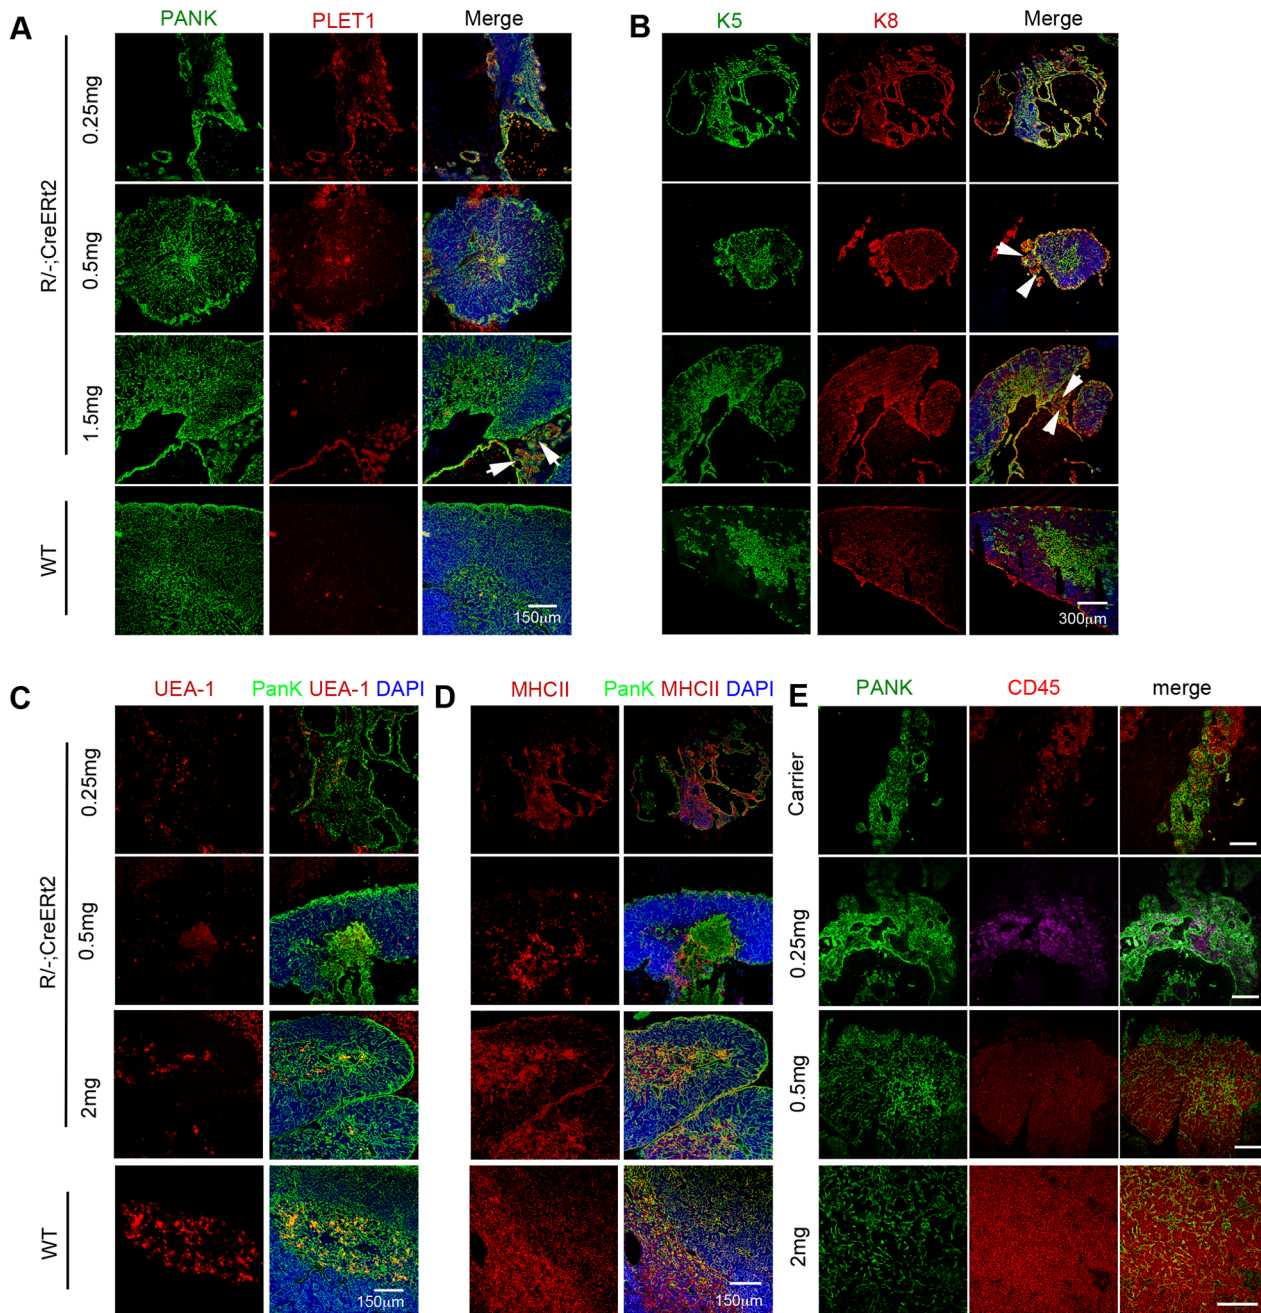 A
PANK
PLET1
Merge
R/-;CreERt2
0.25mg
0.5mg
1.5mg
WT
150μm
B
K5
K8
Merge
300μm
C
UEA-1
PanK UEA-1 DAPI
R/-;CreERt2
0.25mg
0.5mg
2mg
WT
150μm
D
MHCII
PanK MHCII DAPI
150μm
E
PANK
CD45
merge
Carrier
0.25mg
0.5mg
2mg